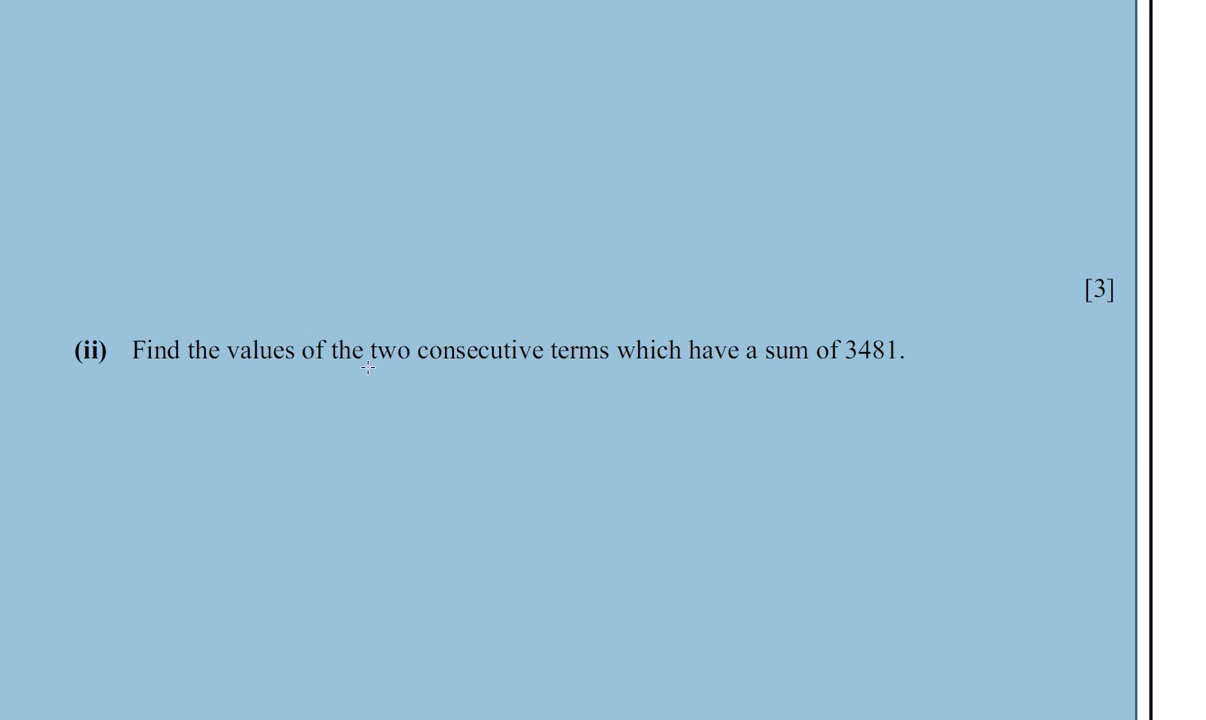 [3]
(ii) Find the values of the two consecutive terms which have a sum of 3481.